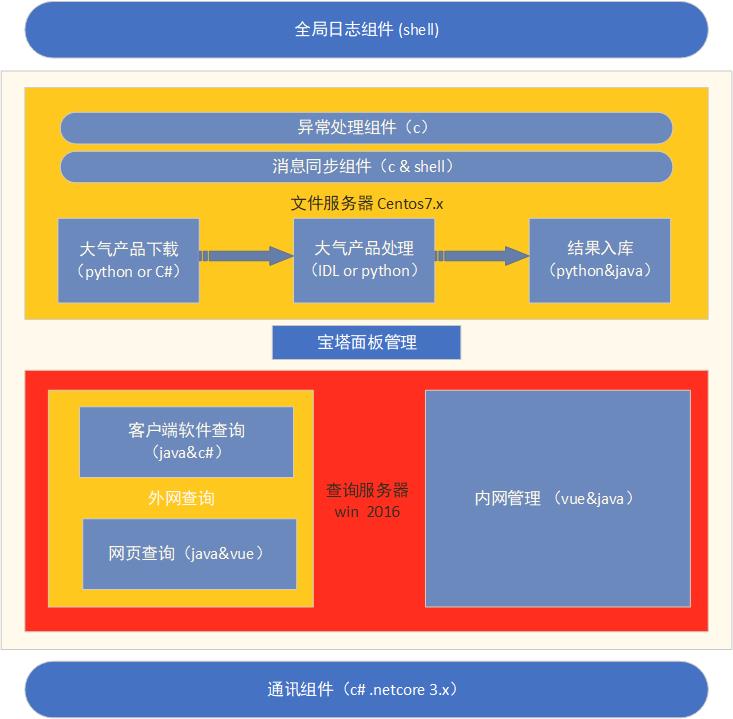 全局日志组件 (shell)
异常处理组件（c）
消息同步组件（c & shell）
文件服务器 Centos7.x
大气产品下载
（python or C#）
大气产品处理
（IDL or python）
结果入库
（python&java）
宝塔面板管理
客户端软件查询
（java&c#）
外网查询
网页查询（java&vue）
查询服务器
win  2016
内网管理 （vue&java）
通讯组件（c# .netcore 3.x）